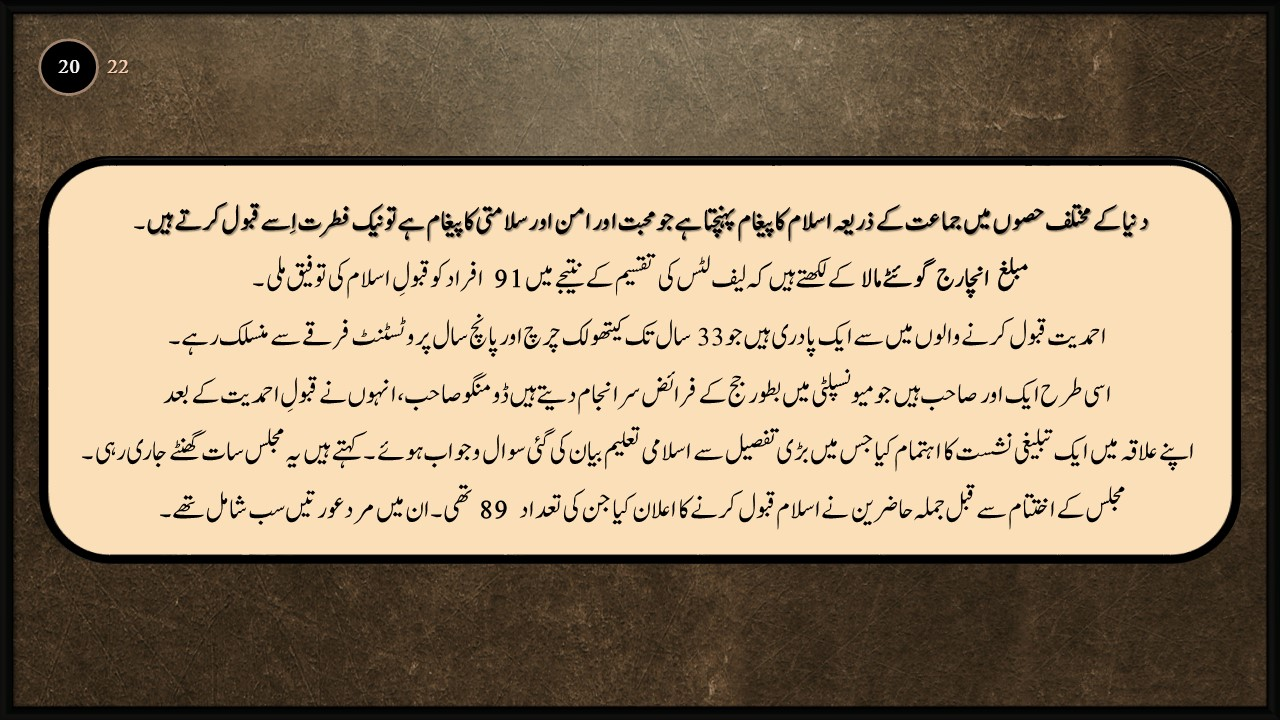 20 22
دنیا کے مختلف حصوں میں جماعت کے ذریعہ اسلام کا پیغام پہنچتا ہے جو محبت اور امن اور سلامتی کا پیغام ہے تو نیک فطرت اِسے قبول کرتے ہیں۔
مبلغ انچارج گوئٹے مالا کے لکھتے ہیں کہ لیف لٹس کی تقسیم کے نتیجے میں 91 افراد کو قبولِ اسلام کی توفیق ملی۔
احمدیت قبول کرنے والوں میں سے ایک پادری ہیں جو 33 سال تک کیتھولک چرچ اور پانچ سال پروٹسٹنٹ فرقے سے منسلک رہے۔
اسی طرح ایک اور صاحب ہیں جو میونسپلٹی میں بطور جج کے فرائض سرانجام دیتے ہیں ڈومنگو صاحب، انہوں نے قبولِ احمدیت کے بعد
اپنے علاقہ میں ایک تبلیغی نشست کا اہتمام کیا جس میں بڑی تفصیل سے اسلامی تعلیم بیان کی گئی سوال و جواب ہوئے۔ کہتے ہیں یہ مجلس سات گھنٹے جاری رہی۔
مجلس کے اختتام سے قبل جملہ حاضرین نے اسلام قبول کرنے کا اعلان کیا جن کی تعداد 89 تھی۔ ان میں مرد عورتیں سب شامل تھے۔